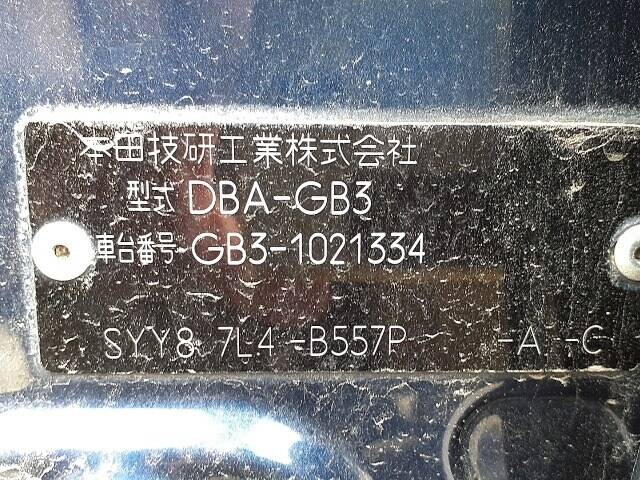 本田技研工業株式会社
型式 DBA-GB3
車台番号 GB3-1021334
SYY8 7L4 -B557P -A -C